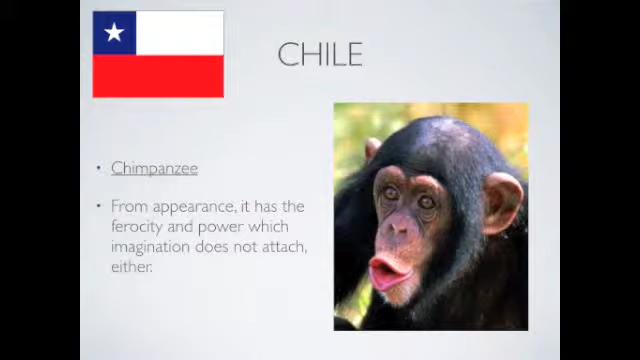 CHILE
• Chimpanzee
• From appearance, it has the
ferocity and power which
imagination does not attach,
either.